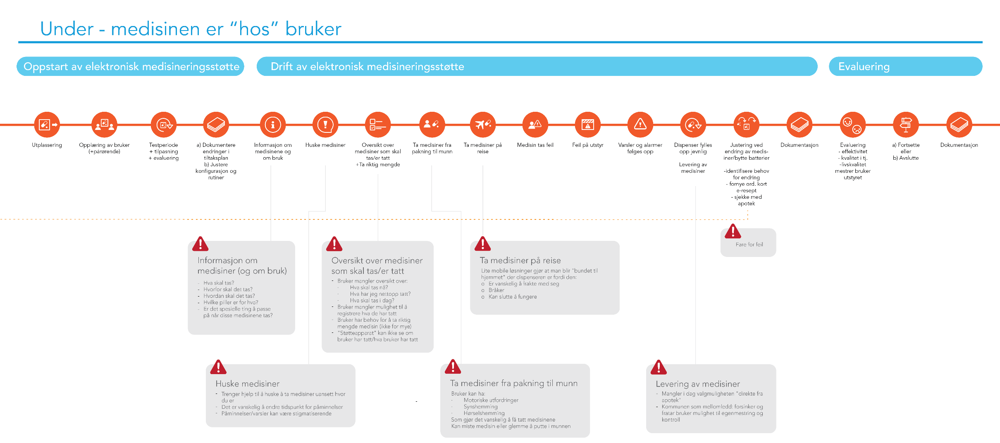 Under - medisinen er “hos” bruker
Oppstart av elektronisk medisineringsstøtte
Drift av elektronisk medisineringsstøtte
Evaluering
Utplassering
Opplæring av bruker
(+pårørende)
Testperiode
+ tilpasning
+ evaluering
a) Dokumentere
endringer i
tiltaksplan
b) Justere
konfigurasjon og
rutiner
Informasjon om
medisinene og
om bruk
Huske medisiner
Oversikt over
medisiner som skal
tas/er tatt
+Ta riktig mengde
Ta medisiner fra
pakning til munn
Ta medisiner på
reise
Medisin tas feil
Feil på utstyr
Varsler og alarmer
følges opp
Dispenser fylles
opp jevnlig
Levering av
medisiner
Justering ved
endring av medis-
iner/bytte batterier
-identifisere behov
for endring
- fornye ord. kort
e-resept
- sjekke med
apotek
Dokumentasjon
Evaluering
- effektivitet
- kvalitet i tj.
-livskvalitet
mestrer bruker
utstyret
a) Fortsette
eller
b) Avslutte
Dokumentasjon
Informasjon om
medisiner (og om bruk)
- Hva skal tas?
- Hvorfor skal det tas?
- Hvordan skal det tas?
- Hvilke piller er for hva?
- Er det spesielle ting å passe
på når disse medisinene tas?
Oversikt over medisiner
som skal tas/er tatt
- Bruker mangler oversikt over:
· Hva skal tas nå?
· Hva har jeg nettopp tatt?
· Hva skal tas i dag?
- Bruker mangler mulighet til å
registrere hva de har tatt
- Bruker har behov for å ta riktig
mengde medisin (ikke for mye)
- "Støtteapparat" kan ikke se om
bruker har tatt/hva bruker har tatt
Ta medisiner på reise
Lite mobile løsninger gjør at man blir "bundet til
hjemmet" der dispenseren er fordi den:
o Er vanskelig å frakte med seg
o Bråker
o Kan slutte å fungere
Fare for feil
Huske medisiner
- Trenger hjelp til å huske å ta medisiner uansett hvor
du er
- Det er vanskelig å endre tidspunkt for påminnelser
- Påminnelser/varsler kan være stigmatiserende
-
Ta medisiner fra pakning til munn
Bruker kan ha:
· Motoriske utfordringer
· Synshemming
· Hørselshemming
Som gjør det vanskelig å få tatt medisinene
Kan miste medisin eller glemme å putte i munnen
Levering av medisiner
- Mangler i dag valgmuligheten "direkte fra
apotek"
- Kommunen som mellomledd: forsinker og
fratar bruker mulighet til egenmestring og
kontroll